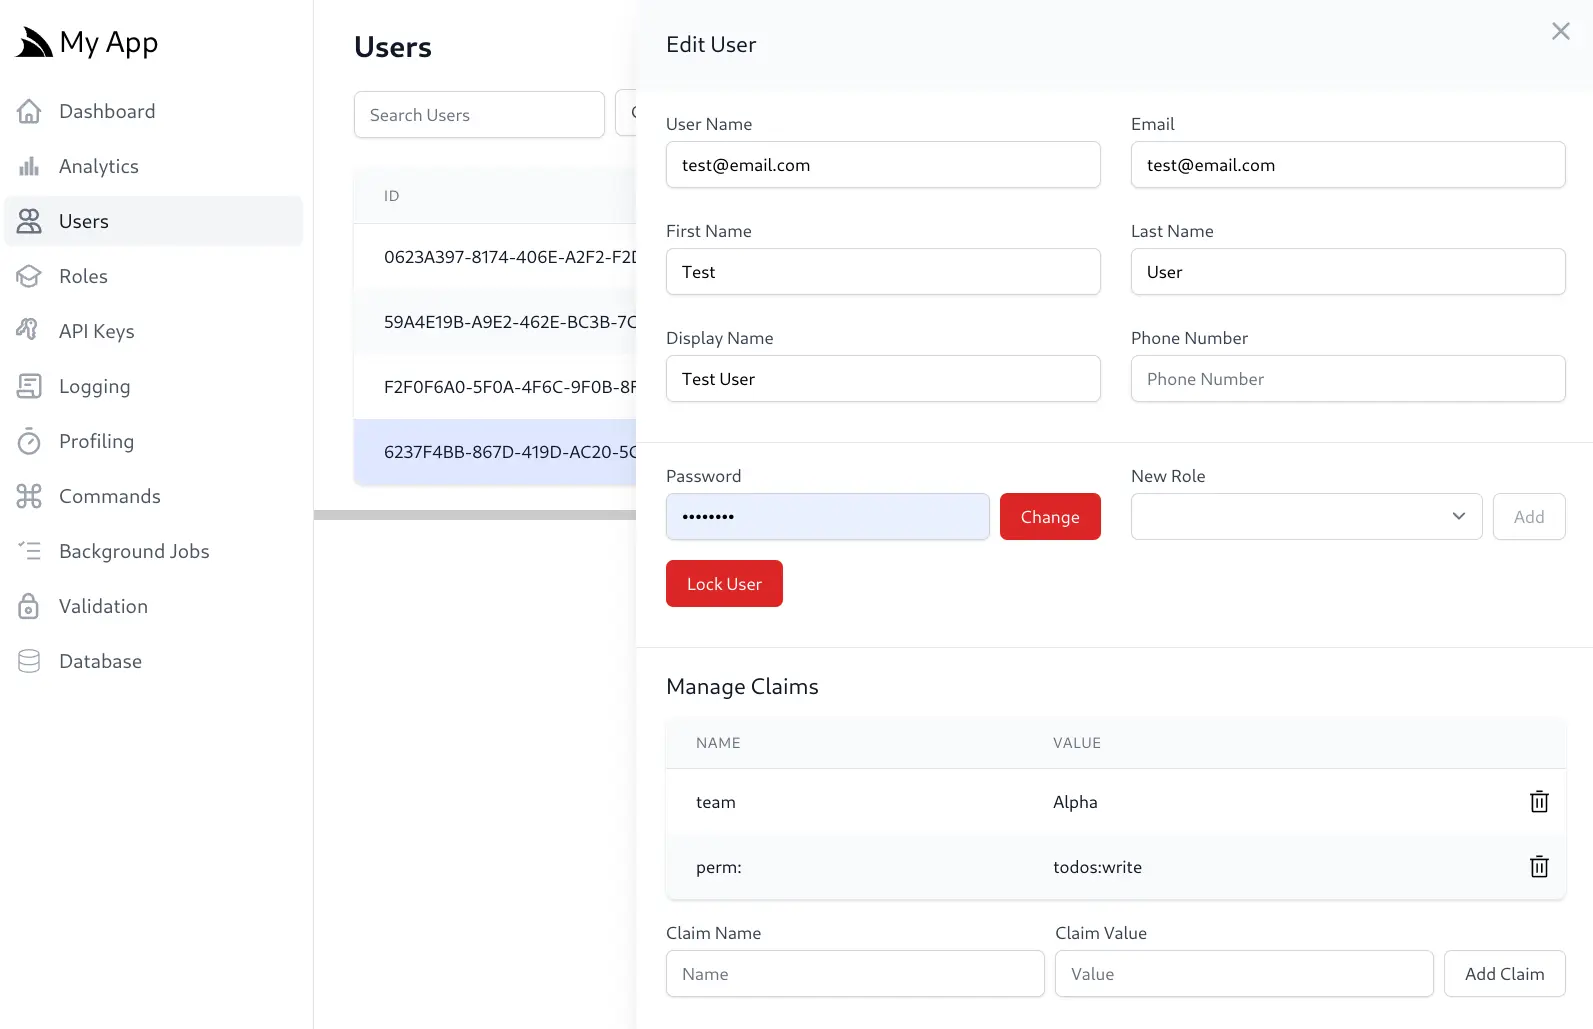 My App
Dashboard
Analytics
Users
Roles
API Keys
Logging
Profiling
Commands
Background Jobs
Validation
Database
Users
Search Users
ID
0623A397-8174-406E-A2F2-F2
59A4E19B-A9E2-462E-BC3B-7C
F2F0F6A0-5F0A-4F6C-9F0B-8F
6237F4BB-867D-419D-AC20-5C
Edit User
User Name Email
test@email.com test@email.com
First Name Last Name
Test User
Display Name Phone Number
Test User Phone Number
Password New Role
•••••••• Change Add
Lock User
Manage Claims
NAME VALUE
team Alpha
perm: todos:write
Claim Name Claim Value
Name Value Add Claim